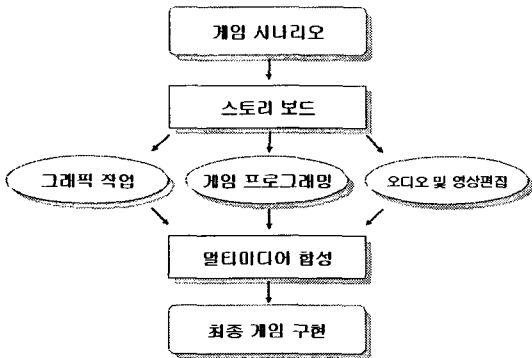 게임 시나리오
스토리 보드
그래픽 작업
게임 프로그래밍
오디오 및 영상편집
멀티미디어 합성
최종 게임 구현